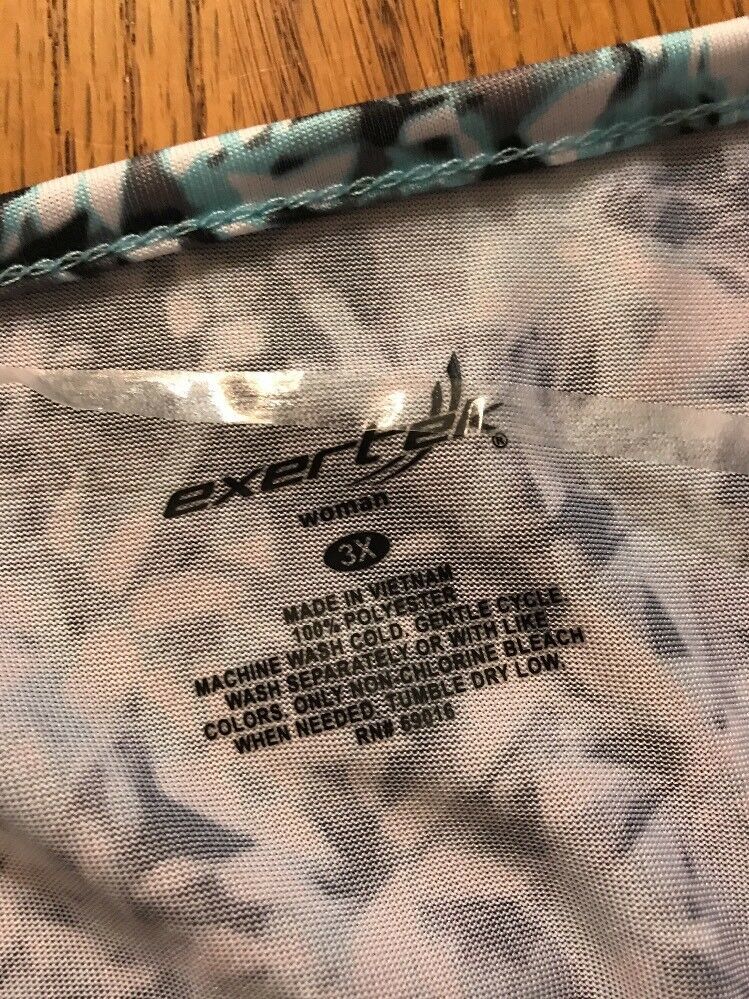 exertek®
woman
3X
MADE IN VIETNAM
100% POLYESTER
MACHINE WASH COLD. GENTLE CYCLE.
WASH SEPARATELY OR WITH LIKE
COLORS. ONLY NON-CHLORINE BLEACH
WHEN NEEDED. TUMBLE DRY LOW.
RN# 69016